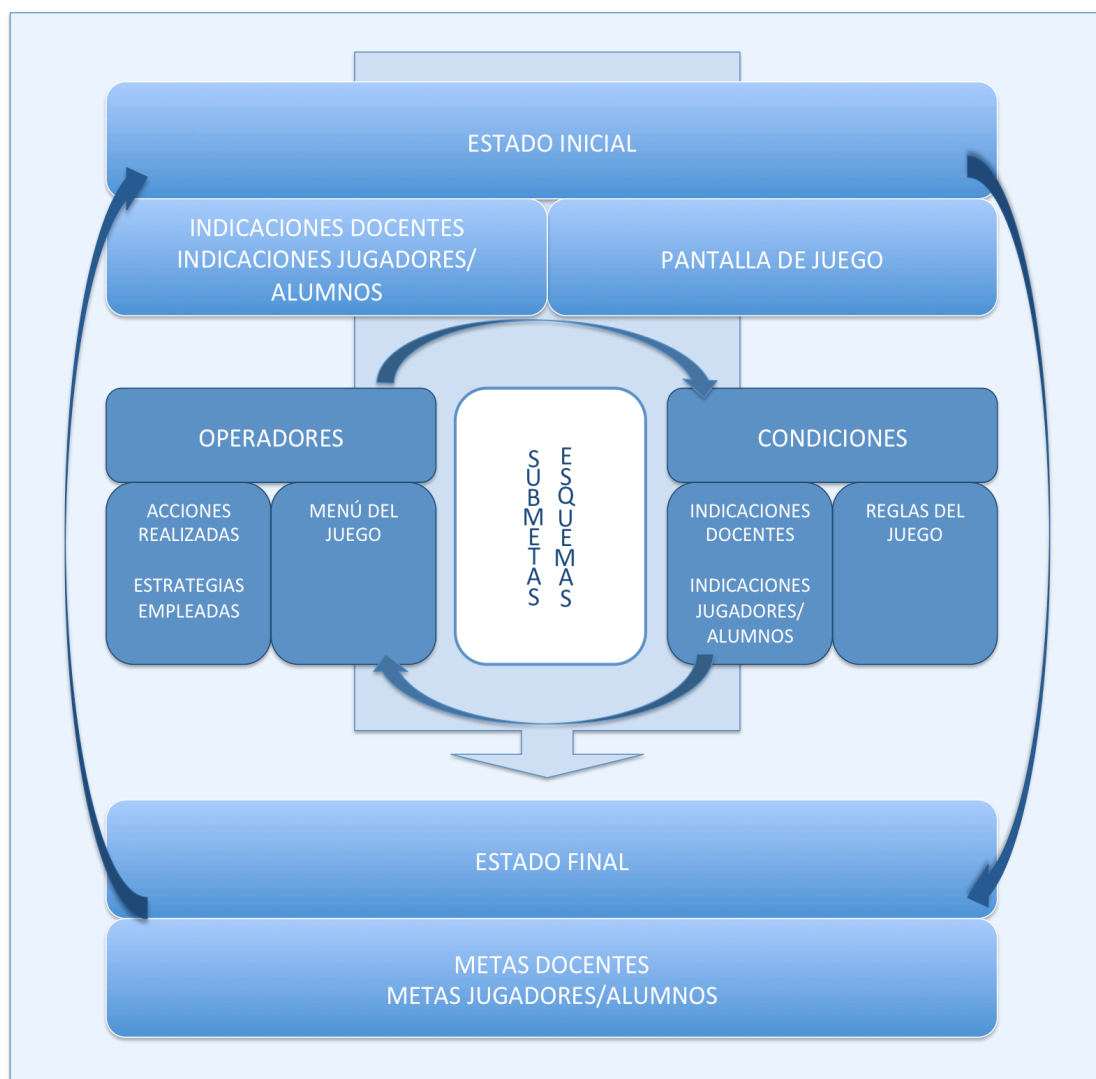 ESTADO INICIAL
INDICACIONES DOCENTES
INDICACIONES JUGADORES/
ALUMNOS
PANTALLA DE JUEGO
OPERADORES
ACCIONES
REALIZADAS
ESTRATEGIAS
EMPLEADAS
MENÚ DEL
JUEGO
SUBMETAS
ESQUEMAS
CONDICIONES
INDICACIONES
DOCENTES
INDICACIONES
JUGADORES/
ALUMNOS
REGLAS DEL
JUEGO
ESTADO FINAL
METAS DOCENTES
METAS JUGADORES/ALUMNOS